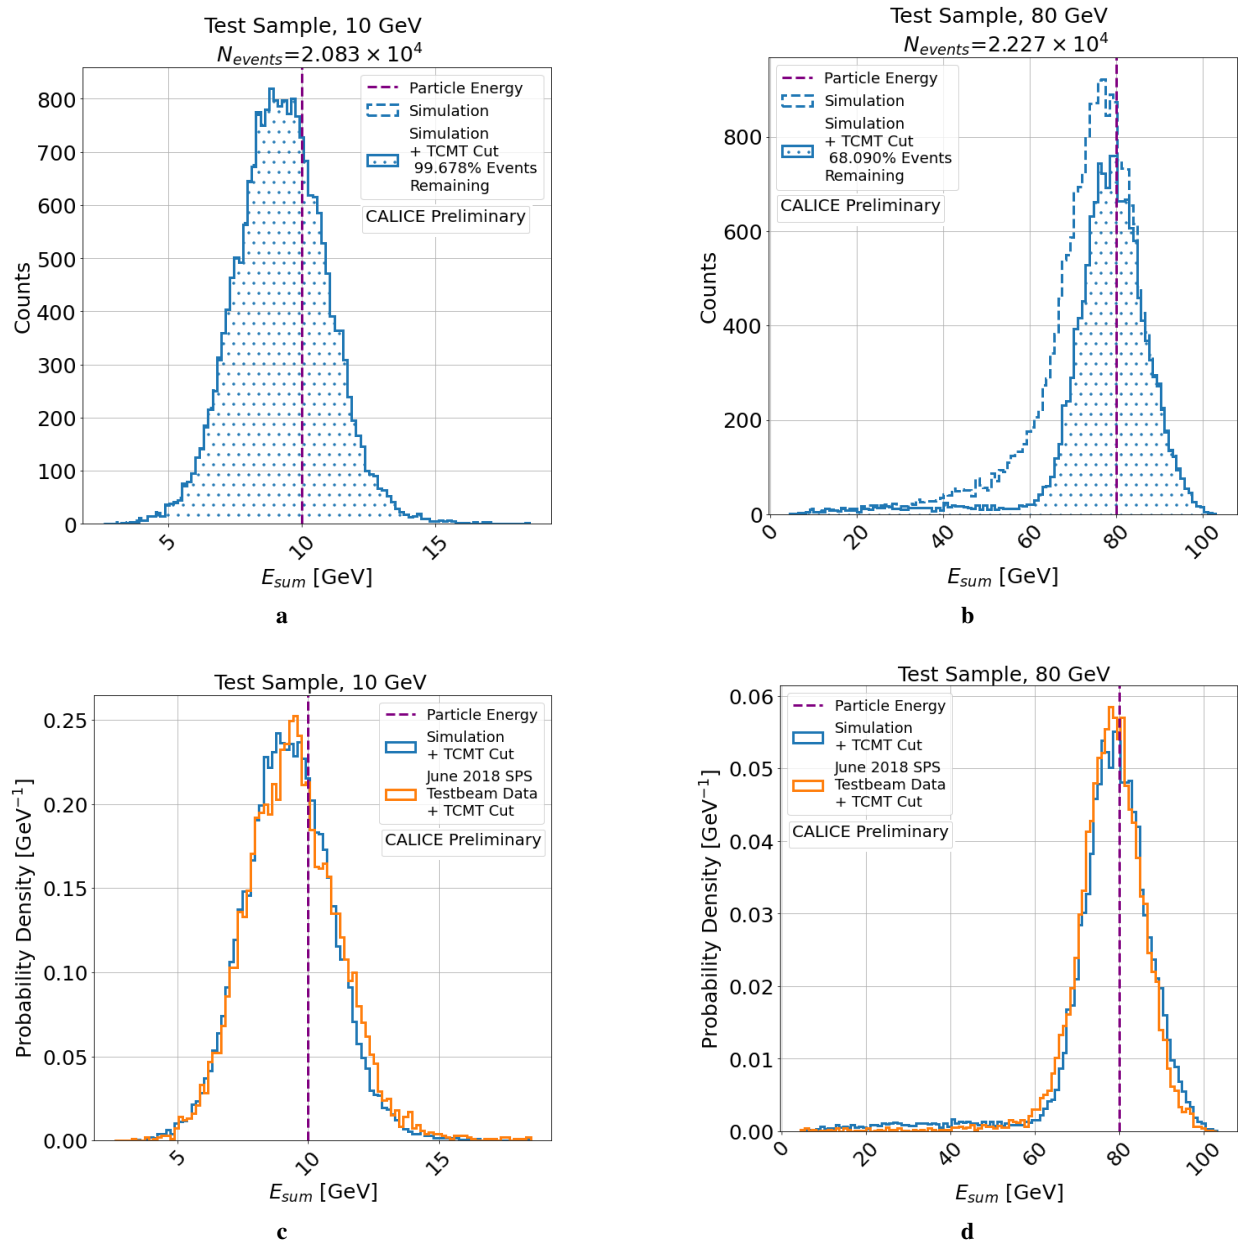 Test Sample, 10 GeV
N_events=2.083 × 10^4
800
700
600
500
400
300
200
100
0
Counts
Particle Energy
Simulation
Simulation
+ TCMT Cut
99.678% Events
Remaining
CALICE Preliminary
5
10
15
E_sum [GeV]
a
Test Sample, 80 GeV
N_events=2.227 × 10^4
800
600
400
200
0
Counts
Particle Energy
Simulation
Simulation
+ TCMT Cut
68.090% Events
Remaining
CALICE Preliminary
0
20
40
60
80
100
E_sum [GeV]
b
Test Sample, 10 GeV
0.25
0.20
0.15
0.10
0.05
0.00
Probability Density [GeV^−1]
Particle Energy
Simulation
+ TCMT Cut
June 2018 SPS
Testbeam Data
+ TCMT Cut
CALICE Preliminary
5
10
15
E_sum [GeV]
c
Test Sample, 80 GeV
0.06
0.05
0.04
0.03
0.02
0.01
0.00
Probability Density [GeV^−1]
Particle Energy
Simulation
+ TCMT Cut
June 2018 SPS
Testbeam Data
+ TCMT Cut
CALICE Preliminary
0
20
40
60
80
100
E_sum [GeV]
d